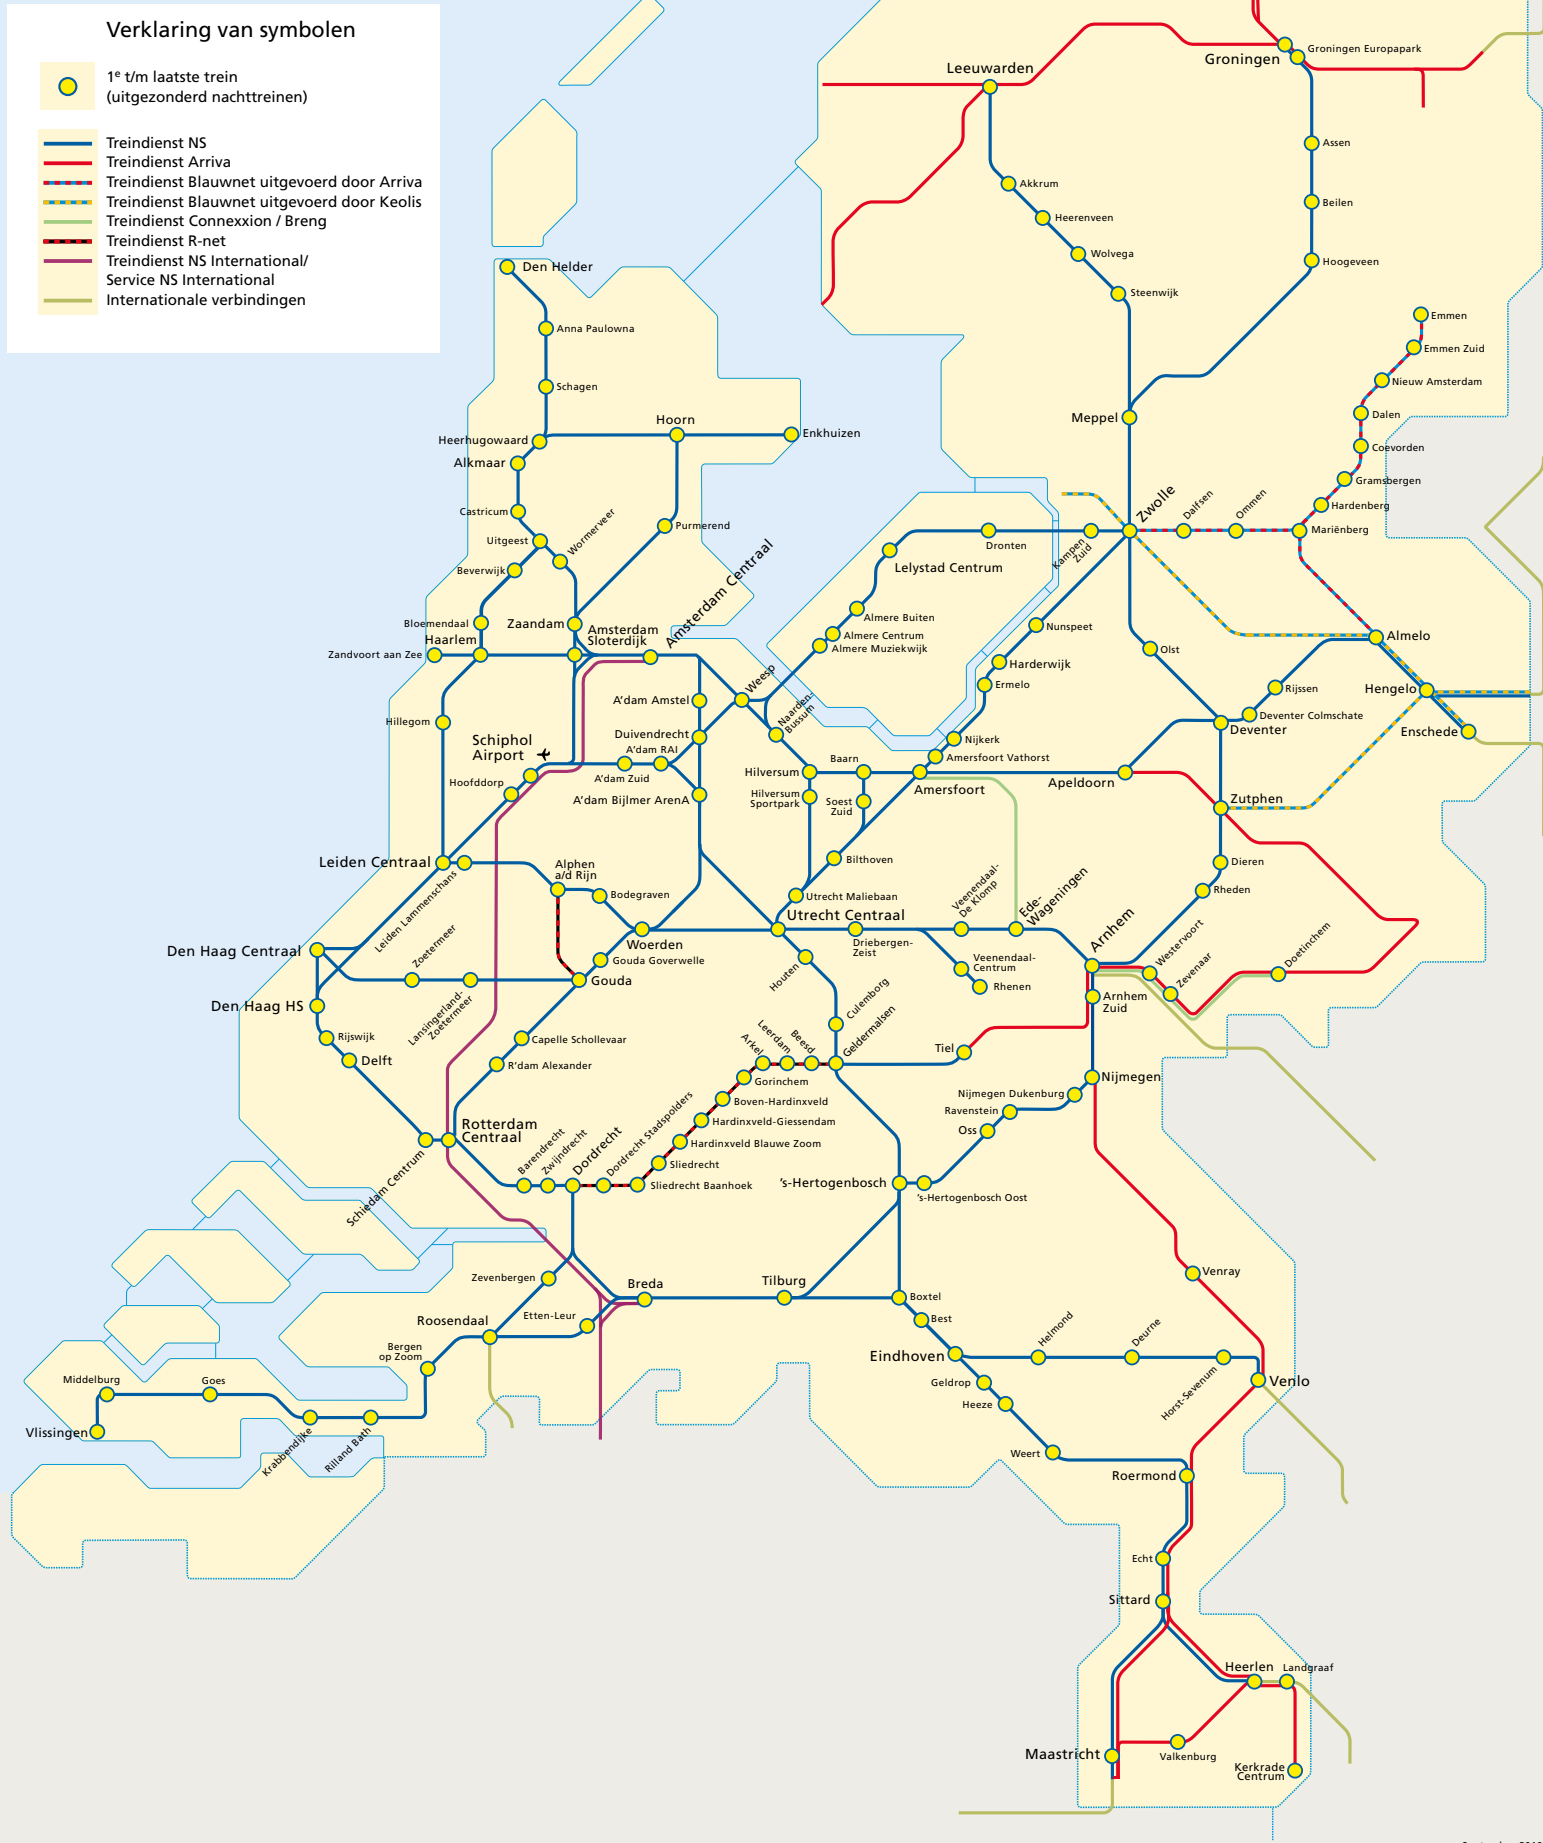 Verklaring van symbolen
1e t/m laatste trein
(uitgezonderd nachttreinen)
Treindienst NS
Treindienst Arriva
Treindienst Blauwnet uitgevoerd door Arriva
Treindienst Blauwnet uitgevoerd door Keolis
Treindienst Connexxion / Breng
Treindienst R-net
Treindienst NS International/
Service NS International
Internationale verbindingen
Groningen Europapark
Groningen
Leeuwarden
Assen
Akkrum
Beilen
Heerenveen
Wolvega
Hoogeveen
Steenwijk
Den Helder
Anna Paulowna
Schagen
Emmen
Emmen Zuid
Nieuw Amsterdam
Dalen
Coevorden
Gramsbergen
Hardenberg
Mariënberg
Meppel
Hoorn
Enkhuizen
Heerhugowaard
Alkmaar
Castricum
Uitgeest
Wormerveer
Purmerend
Beverwijk
Zwolle
Dalfsen
Ommen
Dronten
Kampen
Zuid
Lelystad Centrum
Almere Buiten
Almere Centrum
Almere Muziekwijk
Bloemendaal
Haarlem
Zandvoort aan Zee
Zaandam
Amsterdam
Sloterdijk
Amsterdam Centraal
Nunspeet
Harderwijk
Ermelo
Olst
Almelo
Rijssen
Hengelo
Deventer Colmschate
Deventer
Enschede
Weesp
Naarden-
Bussum
A'dam Amstel
Hillegom
Duivendrecht
Schiphol
Airport
A'dam RAI
A'dam Zuid
Hoofddorp
A'dam Bijlmer ArenA
Nijkerk
Amersfoort Vathorst
Baarn
Hilversum
Hilversum
Sportpark
Soest
Zuid
Amersfoort
Apeldoorn
Zutphen
Bilthoven
Utrecht Maliebaan
Dieren
Rheden
Leiden Centraal
Leiden Lammenschans
Alphen
a/d Rijn
Bodegraven
Utrecht Centraal
Veenendaal-
De Klomp
Ede-
Wageningen
Driebergen-
Zeist
Veenendaal-
Centrum
Rhenen
Arnhem
Westervoort
Zevenaar
Doetinchem
Den Haag Centraal
Zoetermeer
Woerden
Gouda Goverwelle
Gouda
Houten
Den Haag HS
Lansingerland-
Zoetermeer
Rijswijk
Delft
Capelle Schollevaar
R'dam Alexander
Culemborg
Geldermalsen
Arkel
Leerdam
Beesd
Tiel
Arnhem
Zuid
Nijmegen
Nijmegen Dukenburg
Ravenstein
Oss
Gorinchem
Boven-Hardinxveld
Hardinxveld-Giessendam
Hardinxveld Blauwe Zoom
Sliedrecht
Sliedrecht Baanhoek
Rotterdam
Centraal
Schiedam Centrum
Barendrecht
Zwijndrecht
Dordrecht
Dordrecht Stadspolders
's-Hertogenbosch
's-Hertogenbosch Oost
Venray
Zevenbergen
Breda
Tilburg
Boxtel
Best
Etten-Leur
Roosendaal
Bergen
op Zoom
Eindhoven
Helmond
Deurne
Horst-Sevenum
Venlo
Geldrop
Heeze
Middelburg
Goes
Vlissingen
Krabbendijke
Rilland Bath
Weert
Roermond
Echt
Sittard
Heerlen
Landgraaf
Maastricht
Valkenburg
Kerkrade
Centrum